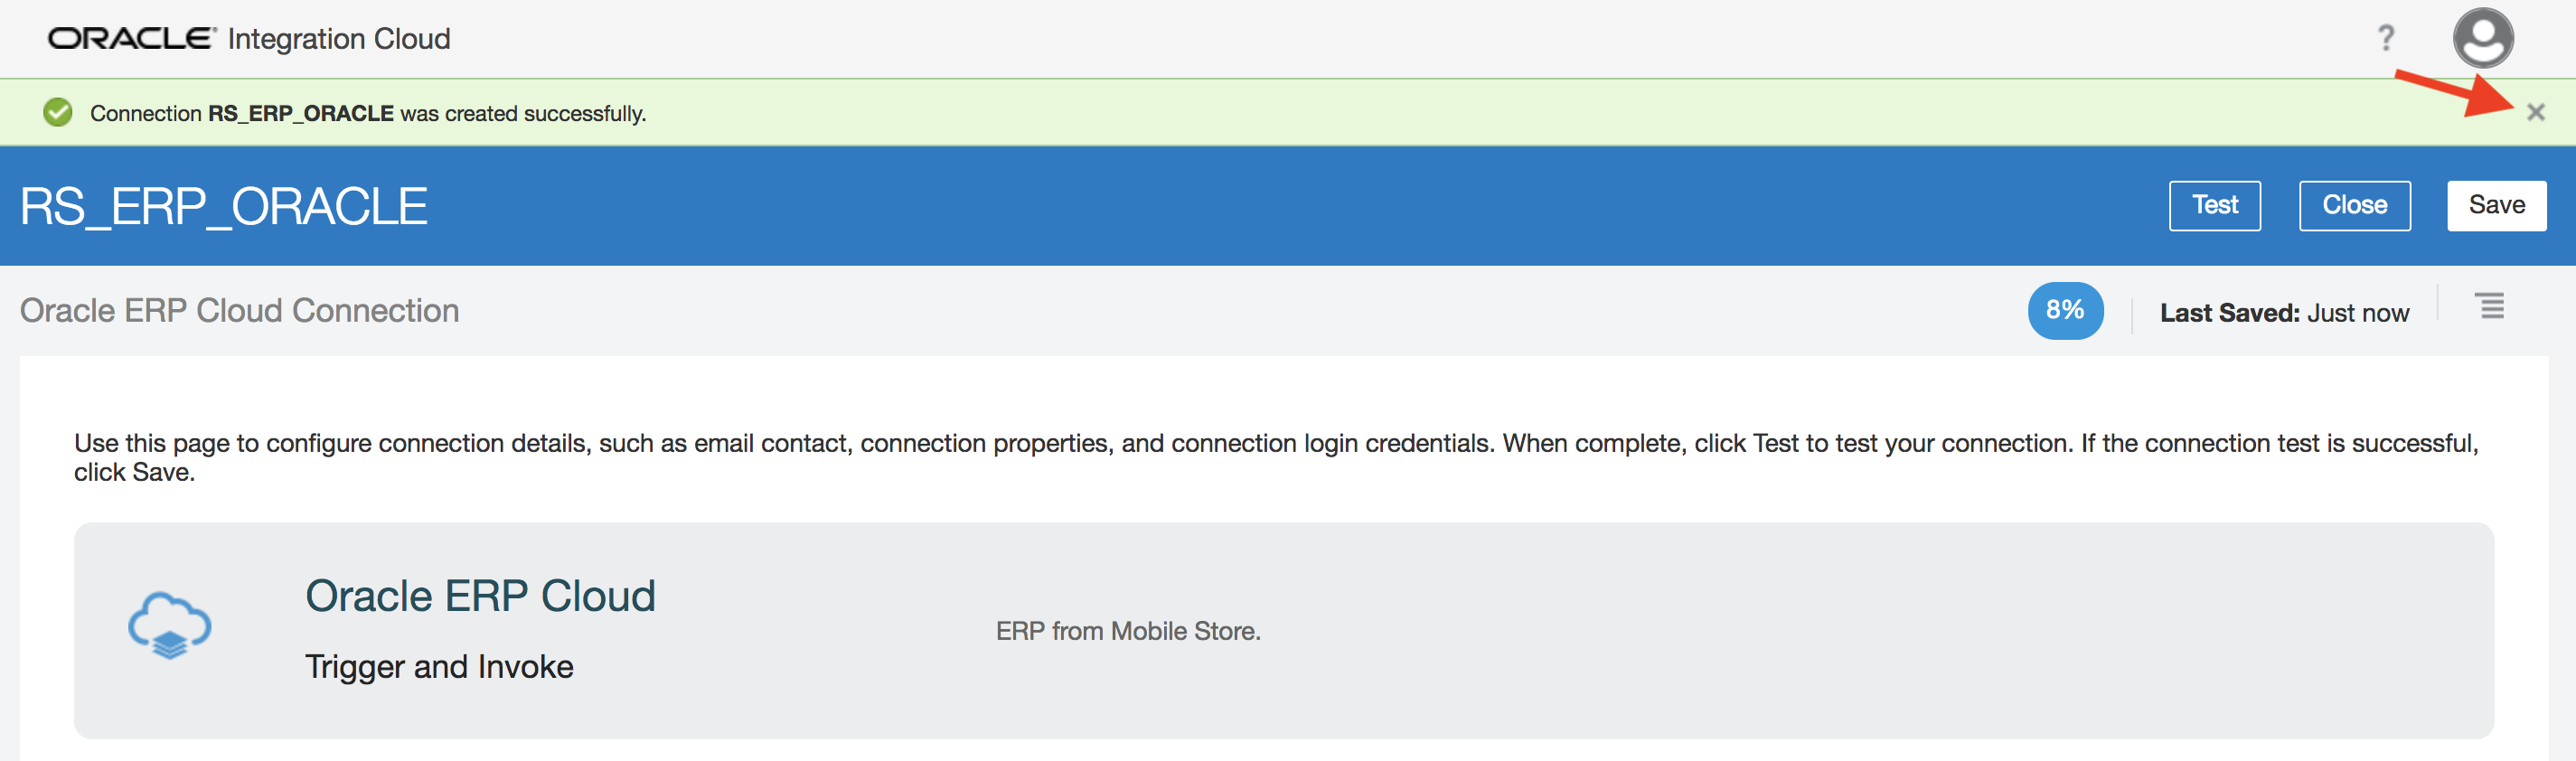 ORACLE® Integration Cloud ?
Connection RS_ERP_ORACLE was created successfully.
RS_ERP_ORACLE Test Close Save
Oracle ERP Cloud Connection 8% Last Saved: Just now
Use this page to configure connection details, such as email contact, connection properties, and connection login credentials. When complete, click Test to test your connection. If the connection test is successful,
click Save.
Oracle ERP Cloud
ERP from Mobile Store.
Trigger and Invoke